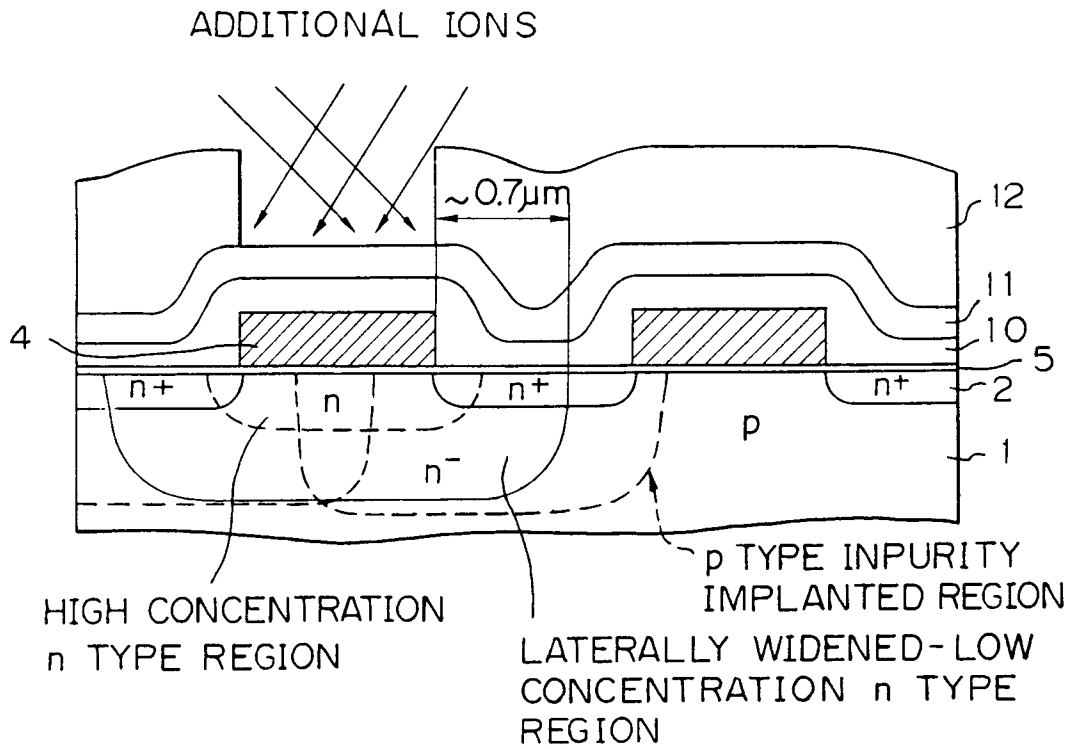 ADDITIONAL IONS
~0.7μm
12
11
10
4
5
n+
n
n+
n+
2
p
n⁻
1
p TYPE INPURITY
IMPLANTED REGION
HIGH CONCENTRATION
n TYPE REGION
LATERALLY WIDENED-LOW
CONCENTRATION n TYPE
REGION